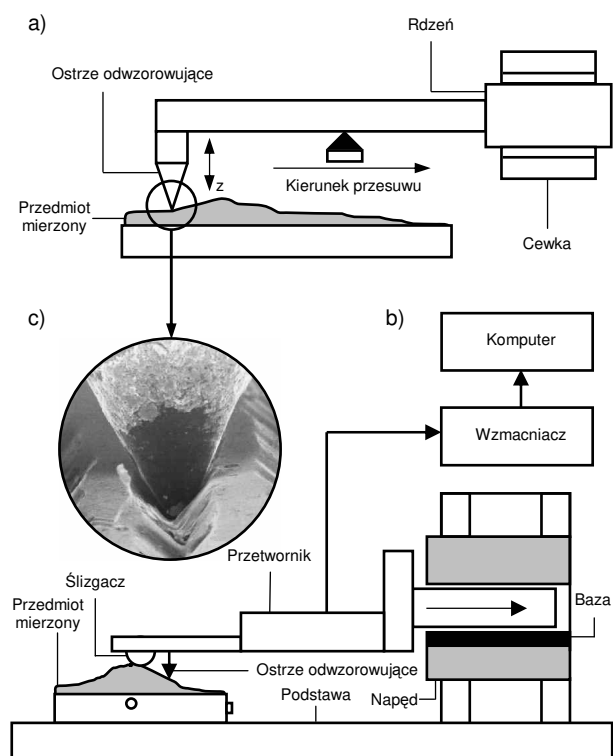 a)
Rdzeń
Ostrze odwzorowujące
z
Kierunek przesuwu
Przedmiot
mierzony
Cewka
c)
b)
Komputer
Wzmacniacz
Przetwornik
Ślizgacz
Przedmiot
mierzony
Baza
Ostrze odwzorowujące
Podstawa
Napęd